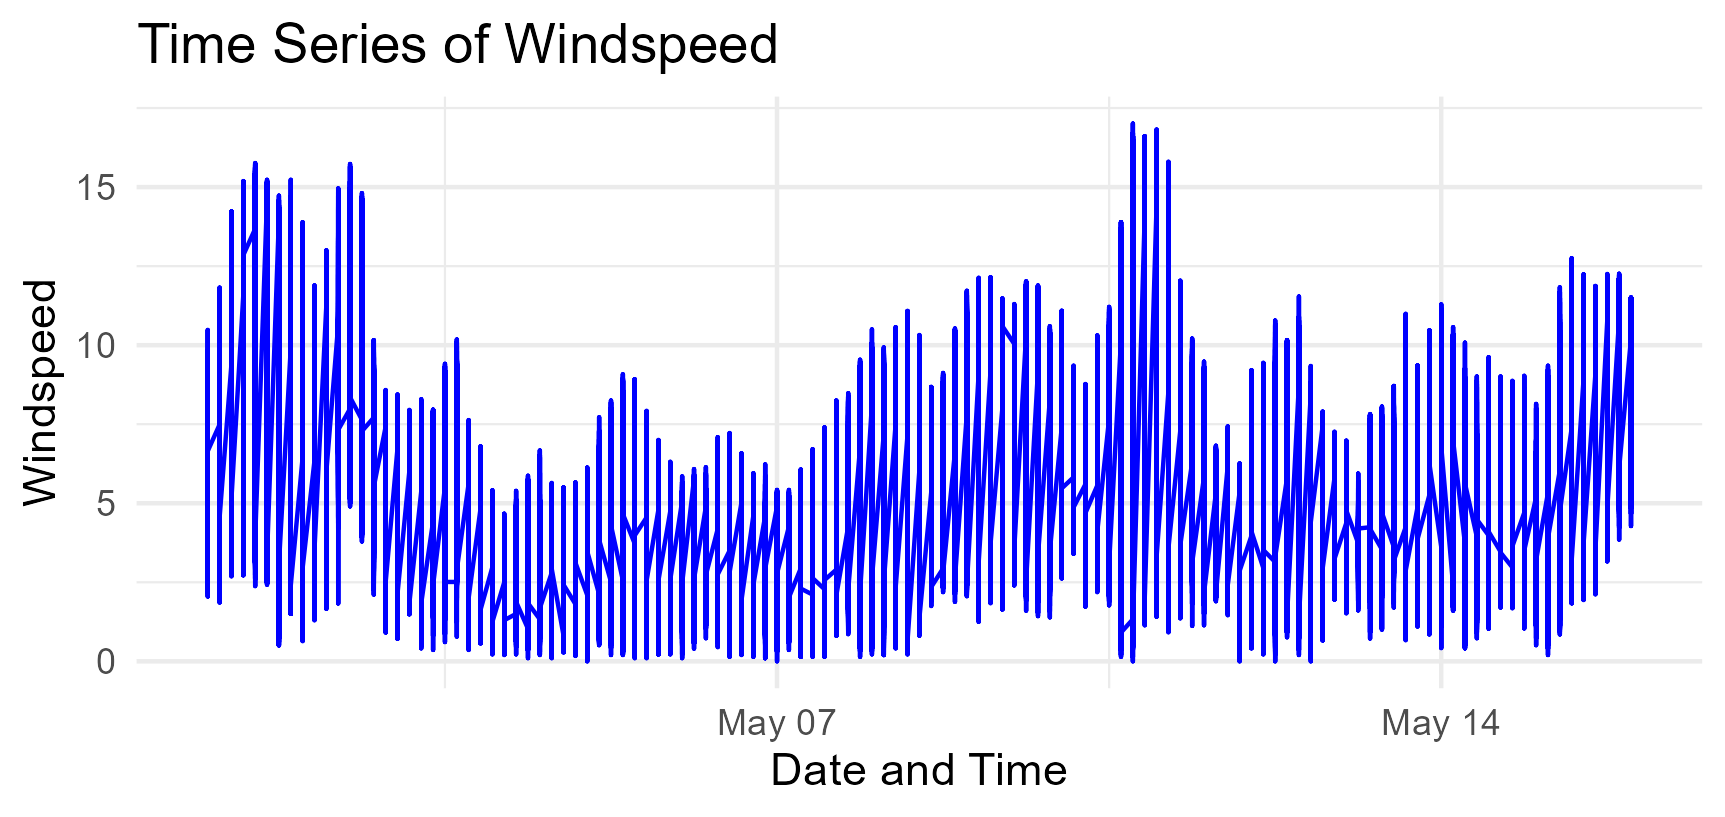 Time Series of Windspeed
Windspeed
15
10
5
0
May 07
May 14
Date and Time